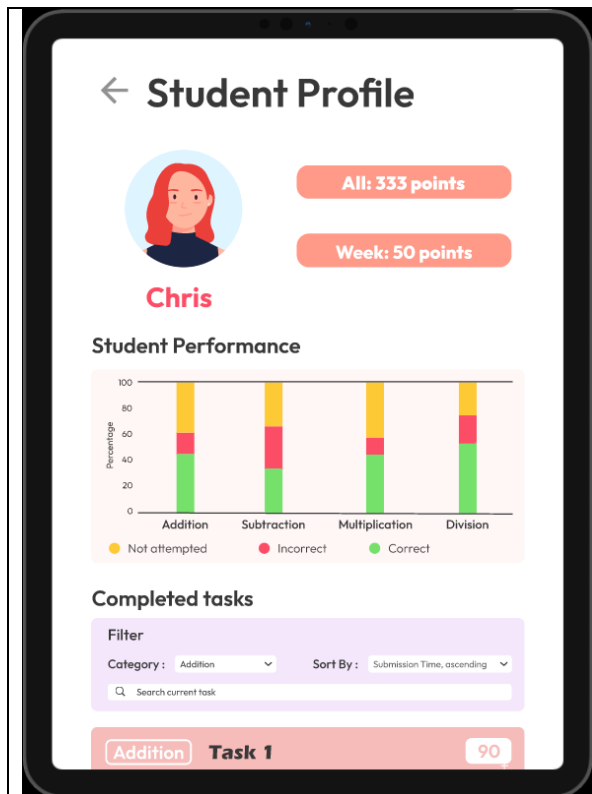 Student Profile
All: 333 points
Week: 50 points
Chris
Student Performance
100
80
60
40
20
0
Percentage
Addition Subtraction Multiplication Division
Not attempted Incorrect Correct
Completed tasks
Filter
Category : Addition Sort By : Submission Time, ascending
Search current task
Addition Task 1 90